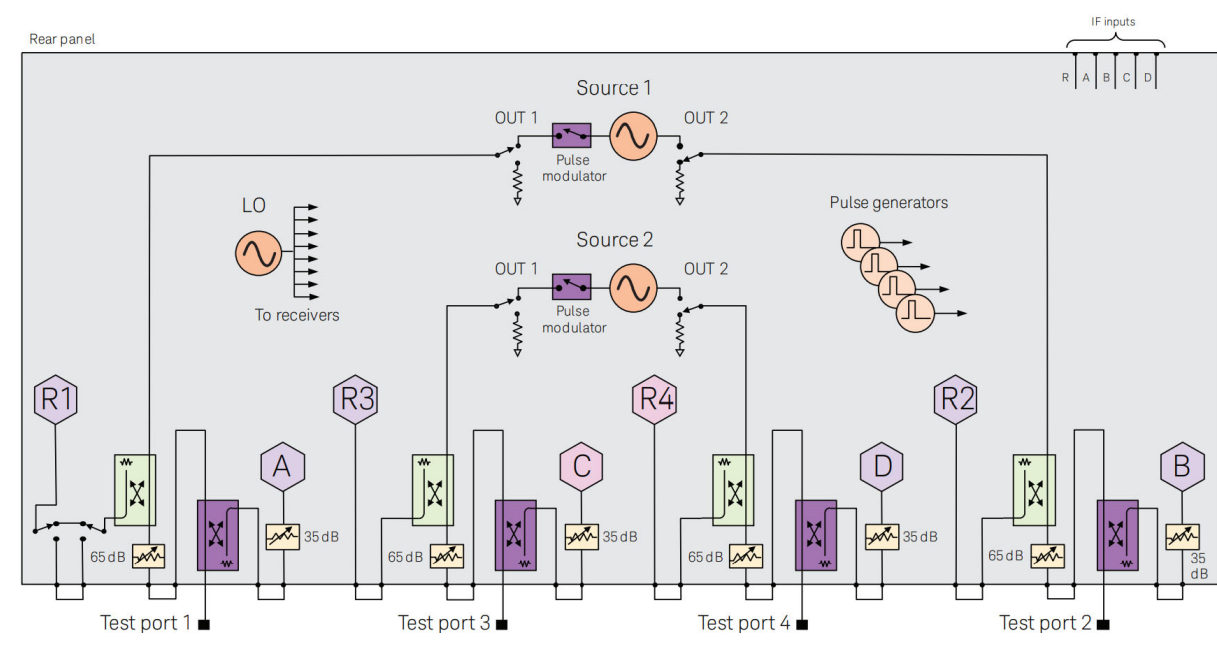 IF inputs
Rear panel
R A B C D
Source 1
OUT 1
OUT 2
Pulse
modulator
LO
To receivers
Pulse generators
Source 2
OUT 1
OUT 2
Pulse
modulator
R1
R3
R4
R2
A
C
D
B
65 dB
35 dB
65 dB
35 dB
65 dB
35 dB
65 dB
35
dB
Test port 1
Test port 3
Test port 4
Test port 2